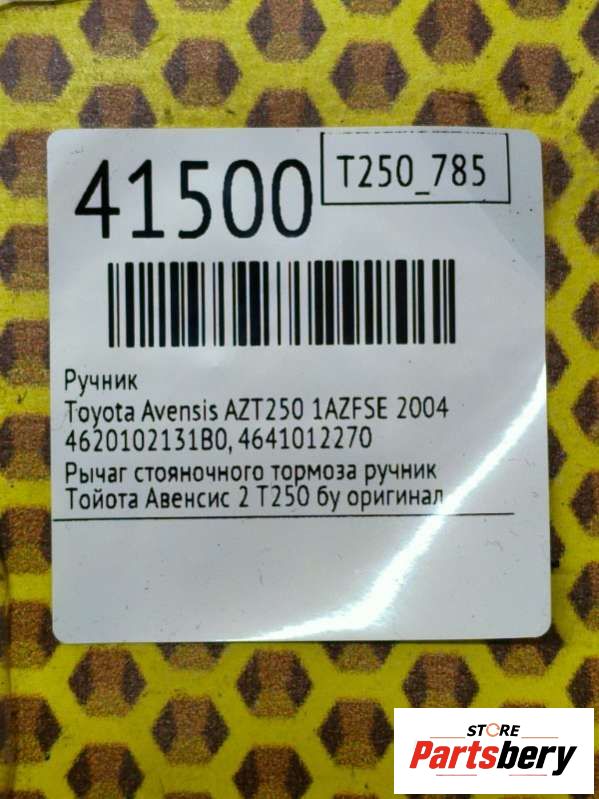 41500
T250_785
Ручник
Toyota Avensis AZT250 1AZFSE 2004
4620102131B0, 4641012270
Рычаг стояночного тормоза ручник
Тойота Авенсис 2 Т250 бу оригинал
STORE
Partsbery